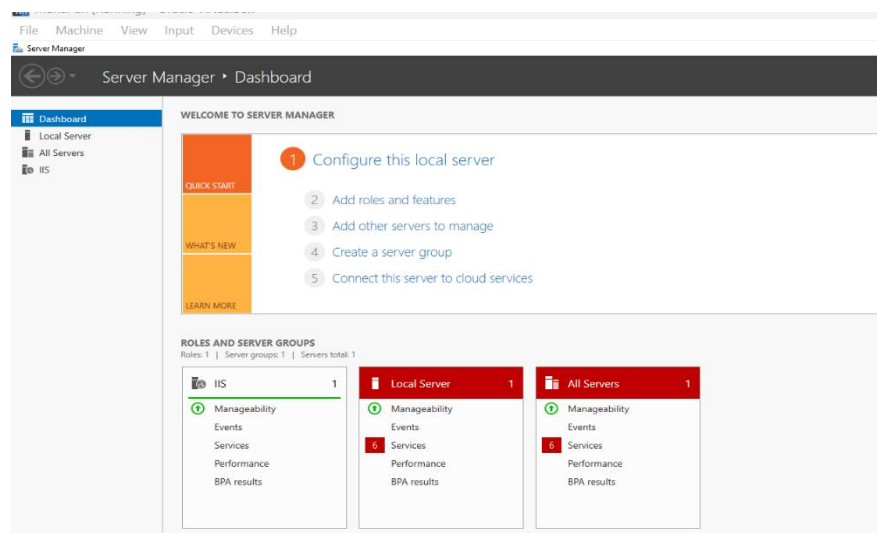 File Machine View Input Devices Help
Server Manager
Server Manager • Dashboard
Dashboard
Local Server
All Servers
IIS
WELCOME TO SERVER MANAGER
QUICK START
WHAT'S NEW
LEARN MORE
1 Configure this local server
2 Add roles and features
3 Add other servers to manage
4 Create a server group
5 Connect this server to cloud services
ROLES AND SERVER GROUPS
Roles: 1 | Server groups: 1 | Servers total: 1
IIS 1
Manageability
Events
Services
Performance
BPA results
Local Server 1
Manageability
Events
6 Services
Performance
BPA results
All Servers 1
Manageability
Events
6 Services
Performance
BPA results